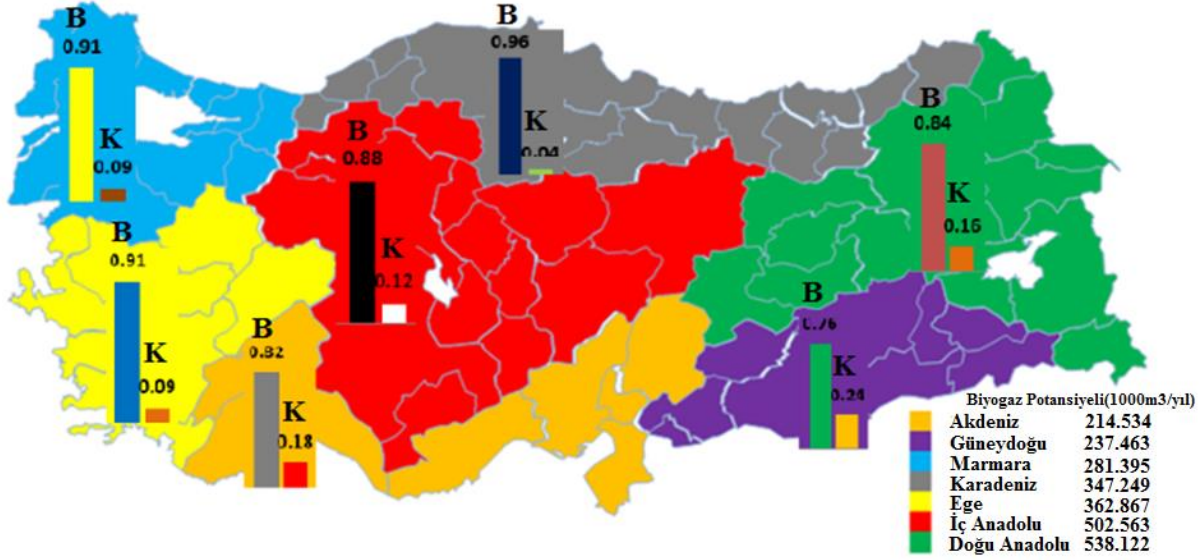 B
0.91
K
0.09
B
0.96
K
0.04
B
0.88
K
0.12
B
0.84
K
0.16
B
0.91
K
0.09
B
0.82
K
0.18
B
0.76
K
0.24
Biyogaz Potansiyeli(1000m3/yıl)
Akdeniz 214.534
Güneydoğu 237.463
Marmara 281.395
Karadeniz 347.249
Ege 362.867
İç Anadolu 502.563
Doğu Anadolu 538.122